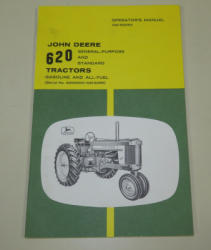 OPERATOR'S MANUAL
JOHN DEERE
620 GENERAL-PURPOSE
AND
STANDARD
TRACTORS
GASOLINE AND ALL-FUEL